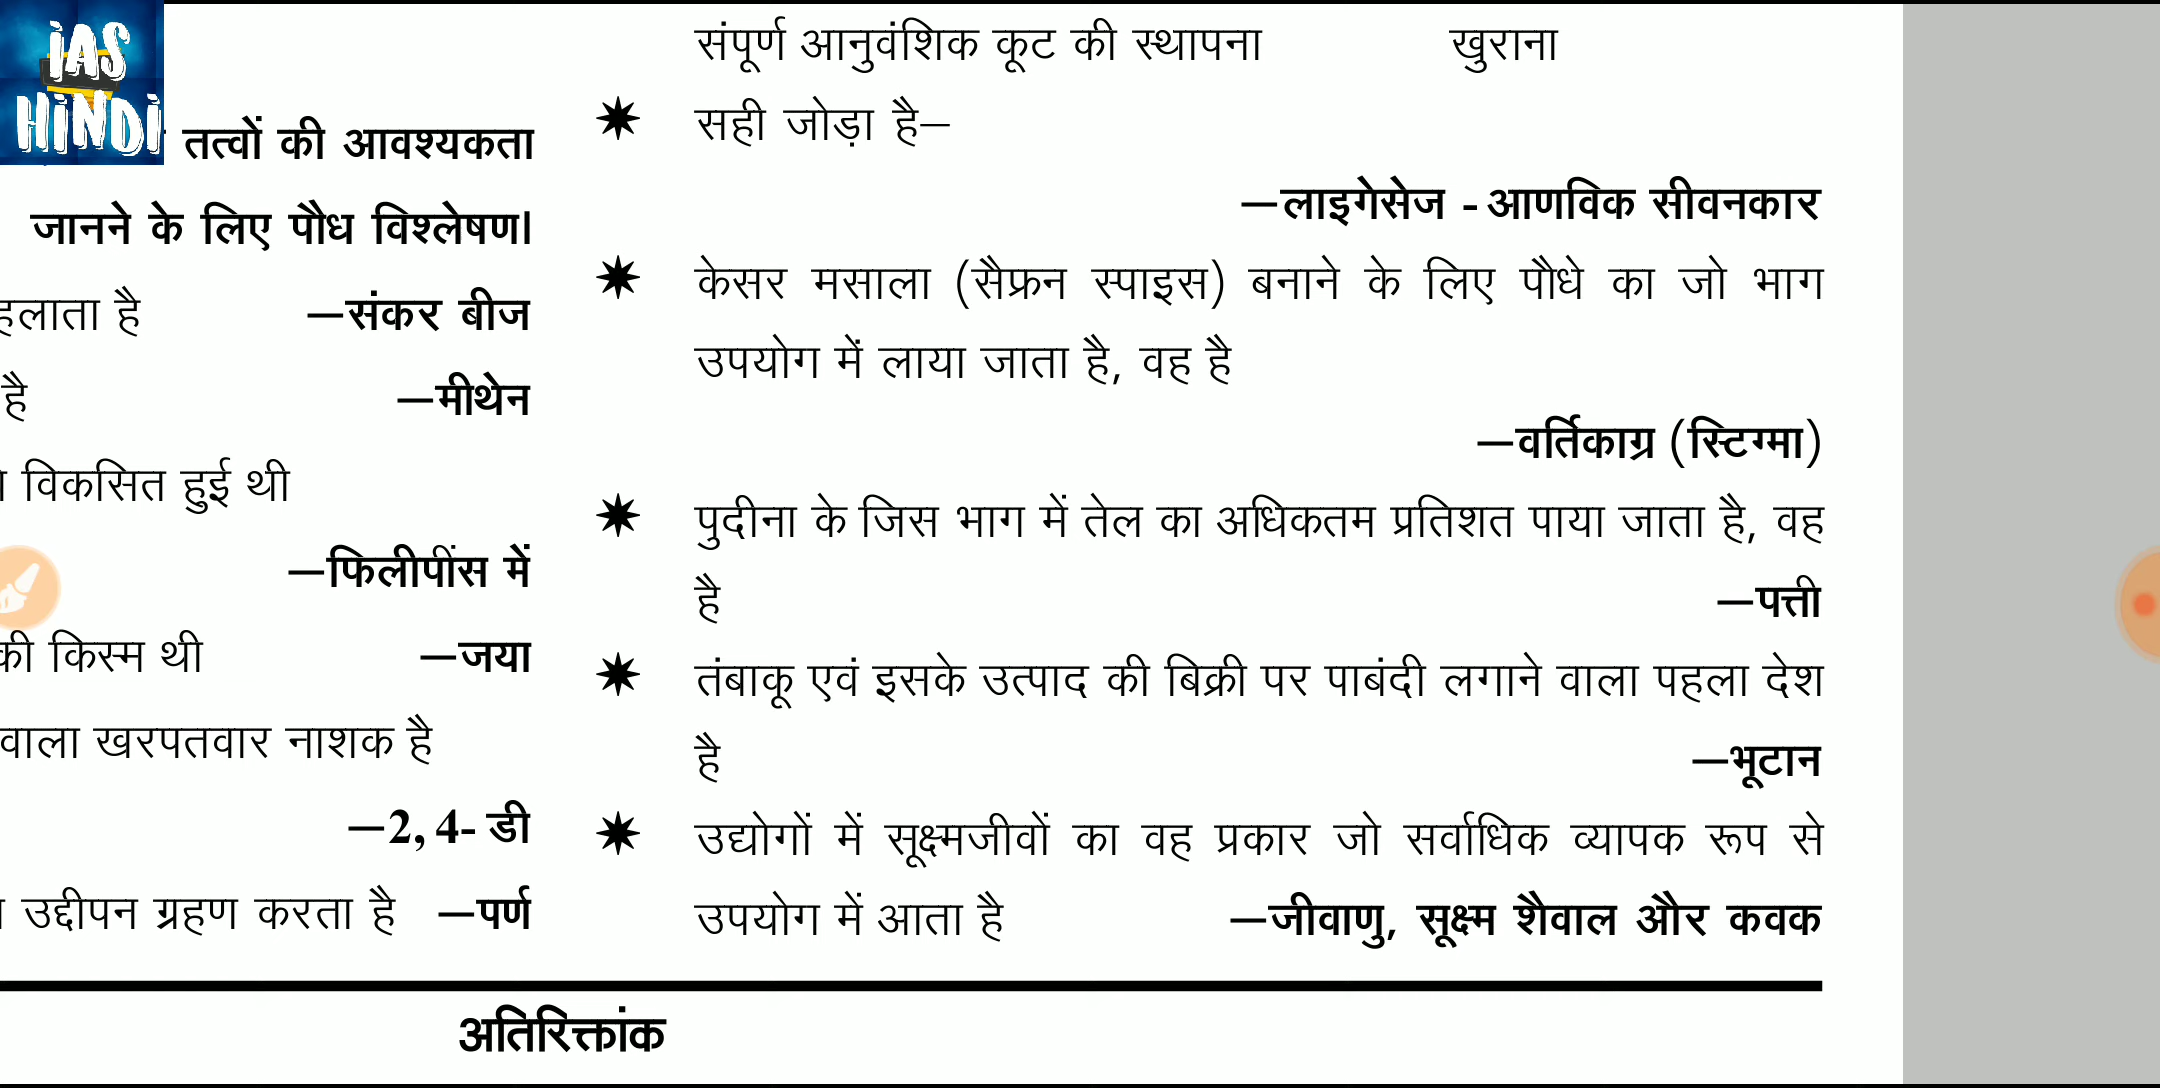 iAS
HiNDi
तत्वों की आवश्यकता
जानने के लिए पौध विश्लेषण।
हलाता है —संकर बीज
है —मीथेन
विकसित हुई थी
—फिलीपींस में
की किस्म थी —जया
वाला खरपतवार नाशक है
—2, 4- डी
उद्दीपन ग्रहण करता है —पर्ण
संपूर्ण आनुवंशिक कूट की स्थापना खुराना
✷ सही जोड़ा है—
—लाइगेसेज - आणविक सीवनकार
✷ केसर मसाला (सैफ्रन स्पाइस) बनाने के लिए पौधे का जो भाग
उपयोग में लाया जाता है, वह है
—वर्तिकाग्र (स्टिग्मा)
✷ पुदीना के जिस भाग में तेल का अधिकतम प्रतिशत पाया जाता है, वह
है —पत्ती
✷ तंबाकू एवं इसके उत्पाद की बिक्री पर पाबंदी लगाने वाला पहला देश
है —भूटान
✷ उद्योगों में सूक्ष्मजीवों का वह प्रकार जो सर्वाधिक व्यापक रूप से
उपयोग में आता है —जीवाणु, सूक्ष्म शैवाल और कवक
अतिरिक्तांक